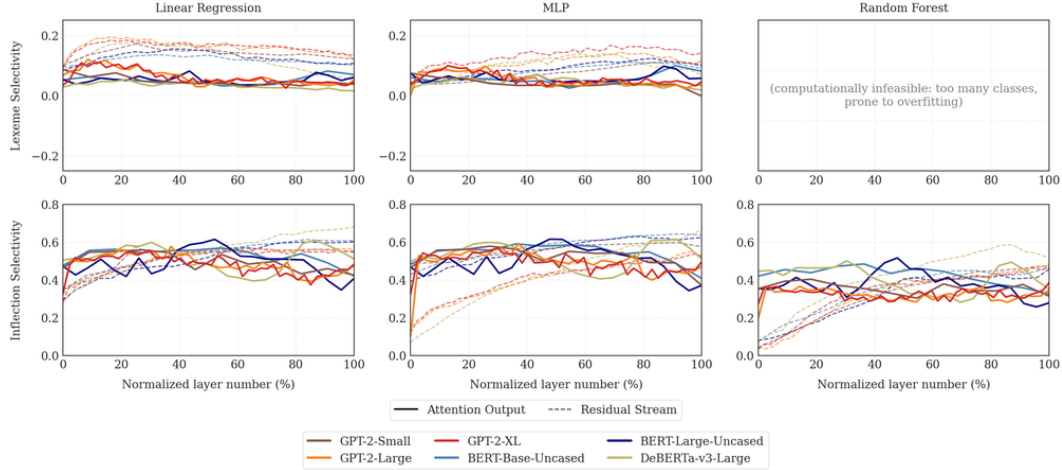 Linear Regression
MLP
Random Forest
Lexeme Selectivity
0.2
0.0
−0.2
0 20 40 60 80 100
0.2
0.0
−0.2
0 20 40 60 80 100
(computationally infeasible: too many classes,
prone to overfitting)
0 20 40 60 80 100
Inflection Selectivity
0.8
0.6
0.4
0.2
0.0
0 20 40 60 80 100
Normalized layer number (%)
0.8
0.6
0.4
0.2
0.0
0 20 40 60 80 100
Normalized layer number (%)
0.8
0.6
0.4
0.2
0.0
0 20 40 60 80 100
Normalized layer number (%)
Attention Output Residual Stream
GPT-2-Small GPT-2-XL BERT-Large-Uncased
GPT-2-Large BERT-Base-Uncased DeBERTa-v3-Large